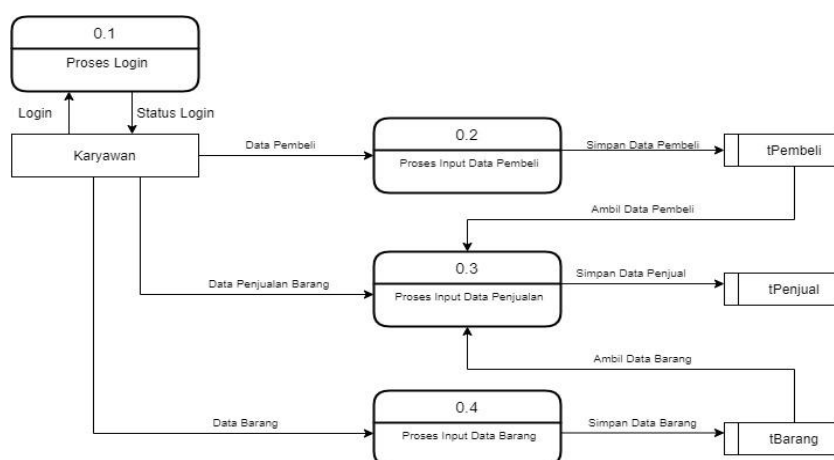 0.1
Proses Login
Login
Status Login
Karyawan
Data Pembeli
0.2
Proses Input Data Pembeli
Simpan Data Pembeli
tPembeli
Ambil Data Pembeli
0.3
Data Penjualan Barang
Proses Input Data Penjualan
Simpan Data Penjual
tPenjual
Ambil Data Barang
0.4
Data Barang
Proses Input Data Barang
Simpan Data Barang
tBarang